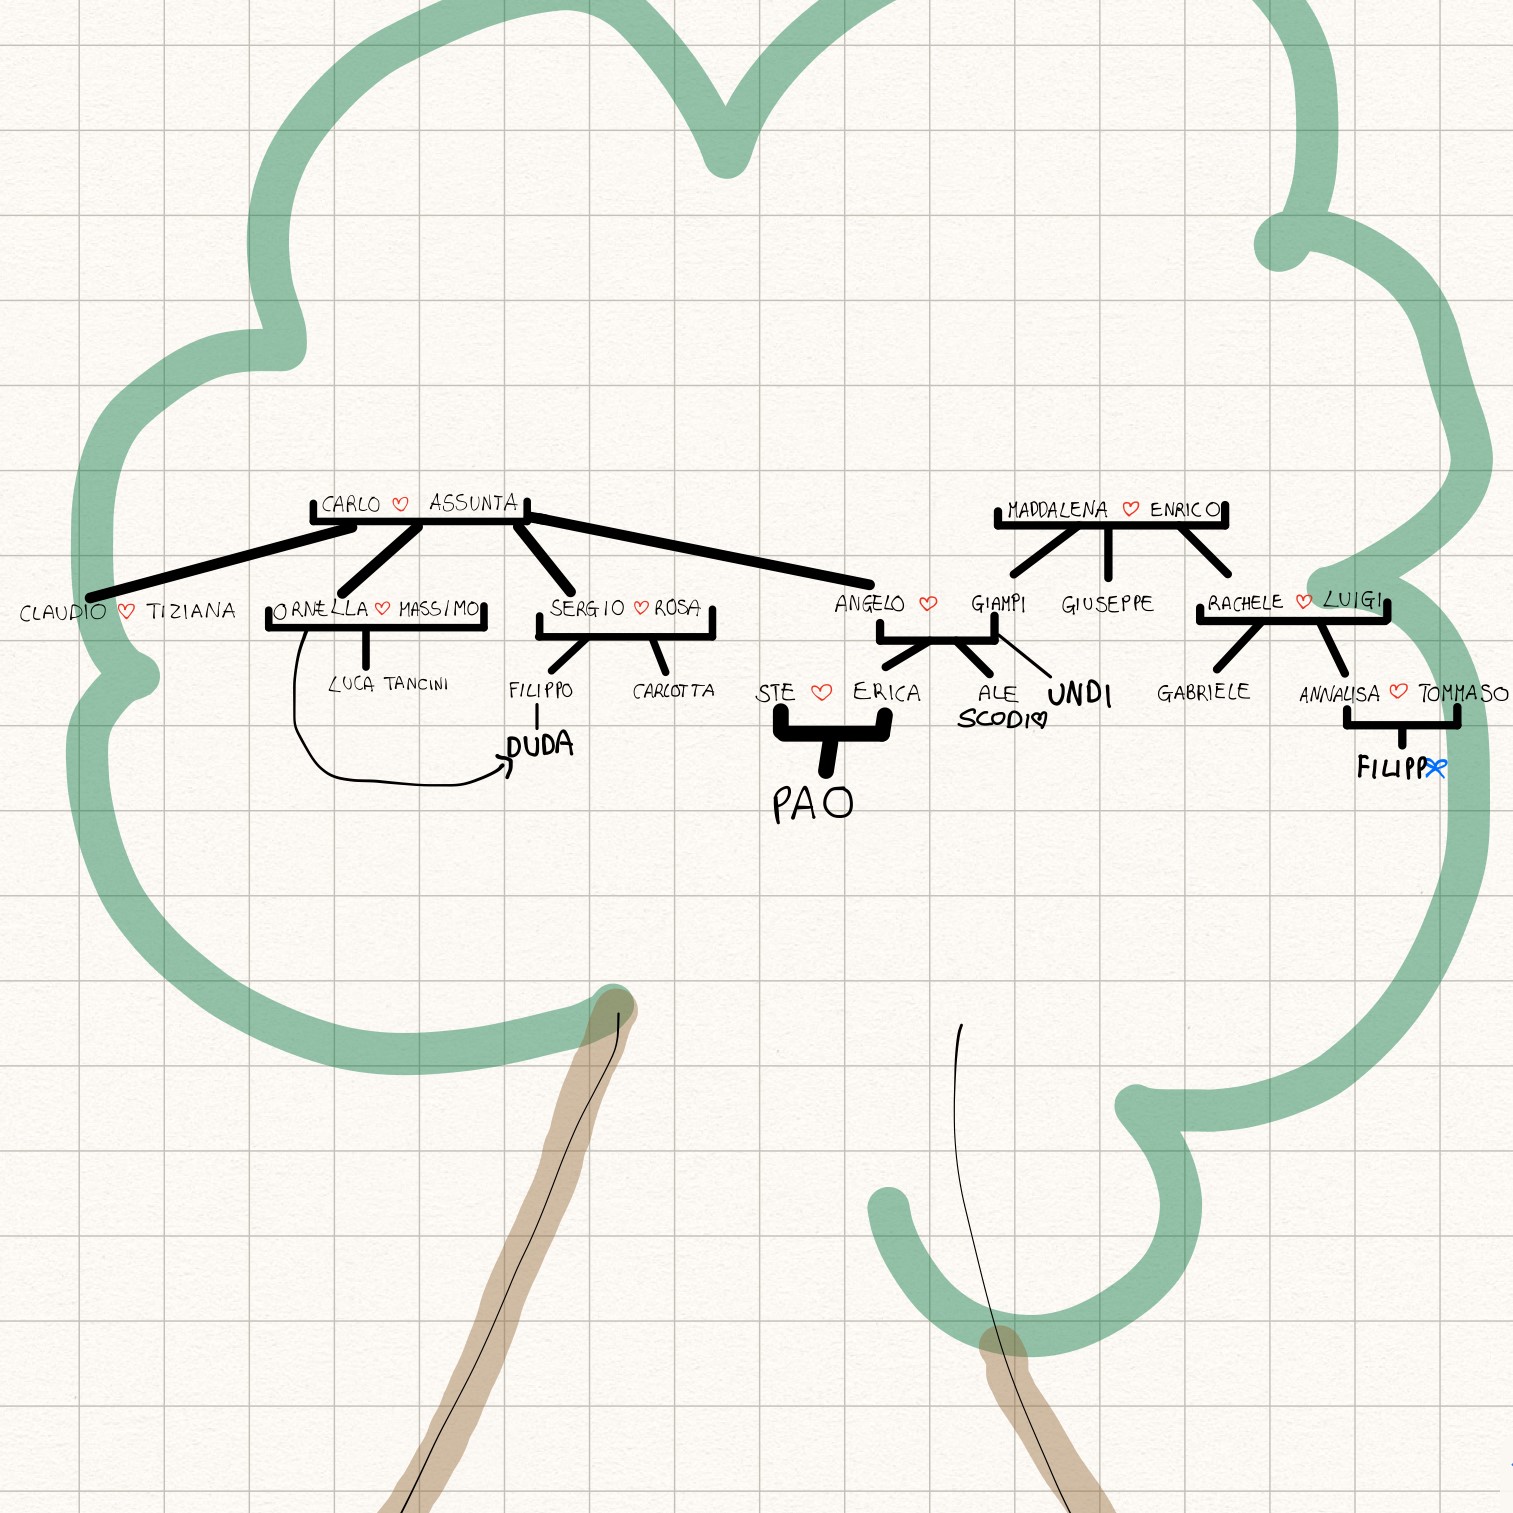 CARLO ♡ ASSUNTA
MADDALENA ♡ ENRICO
CLAUDIO ♡ TIZIANA
ORNELLA ♡ MASSIMO
SERGIO ♡ ROSA
ANGELO ♡ GIAMPI
GIUSEPPE
RACHELE ♡ LUIGI
LUCA TANCINI
FILIPPO
CARLOTTA
STE ♡ ERICA
ALE
SCODI♡
UNDI
GABRIELE
ANNALISA ♡ TOMMASO
DUDA
FILIPP
PAO